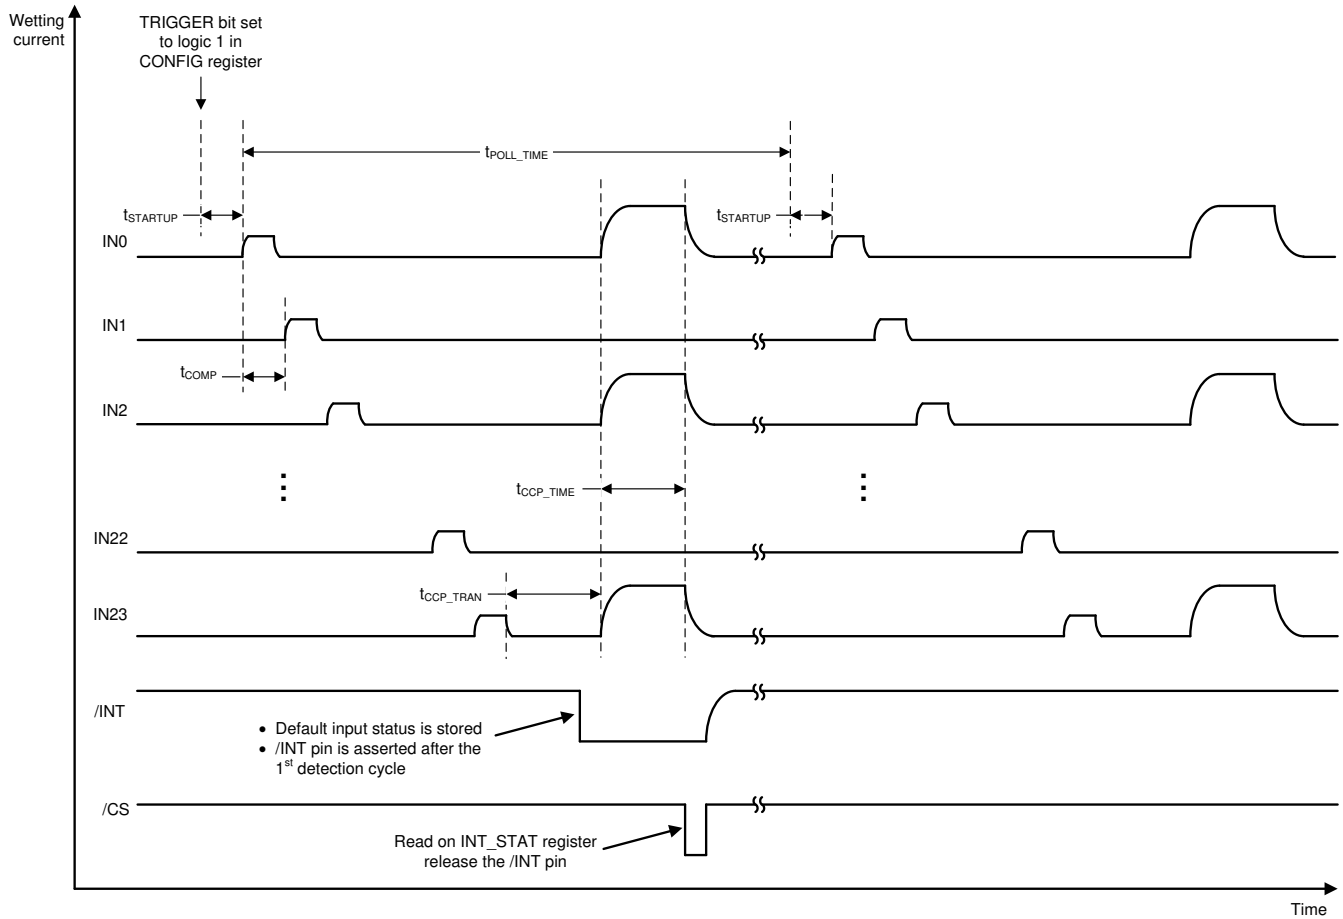 Wetting
current
TRIGGER bit set
to logic 1 in
CONFIG register
tPOLL_TIME
tSTARTUP
tSTARTUP
IN0
IN1
tCOMP
IN2
tCCP_TIME
IN22
tCCP_TRAN
IN23
/INT
• Default input status is stored
• /INT pin is asserted after the
1st detection cycle
/CS
Read on INT_STAT register
release the /INT pin
Time